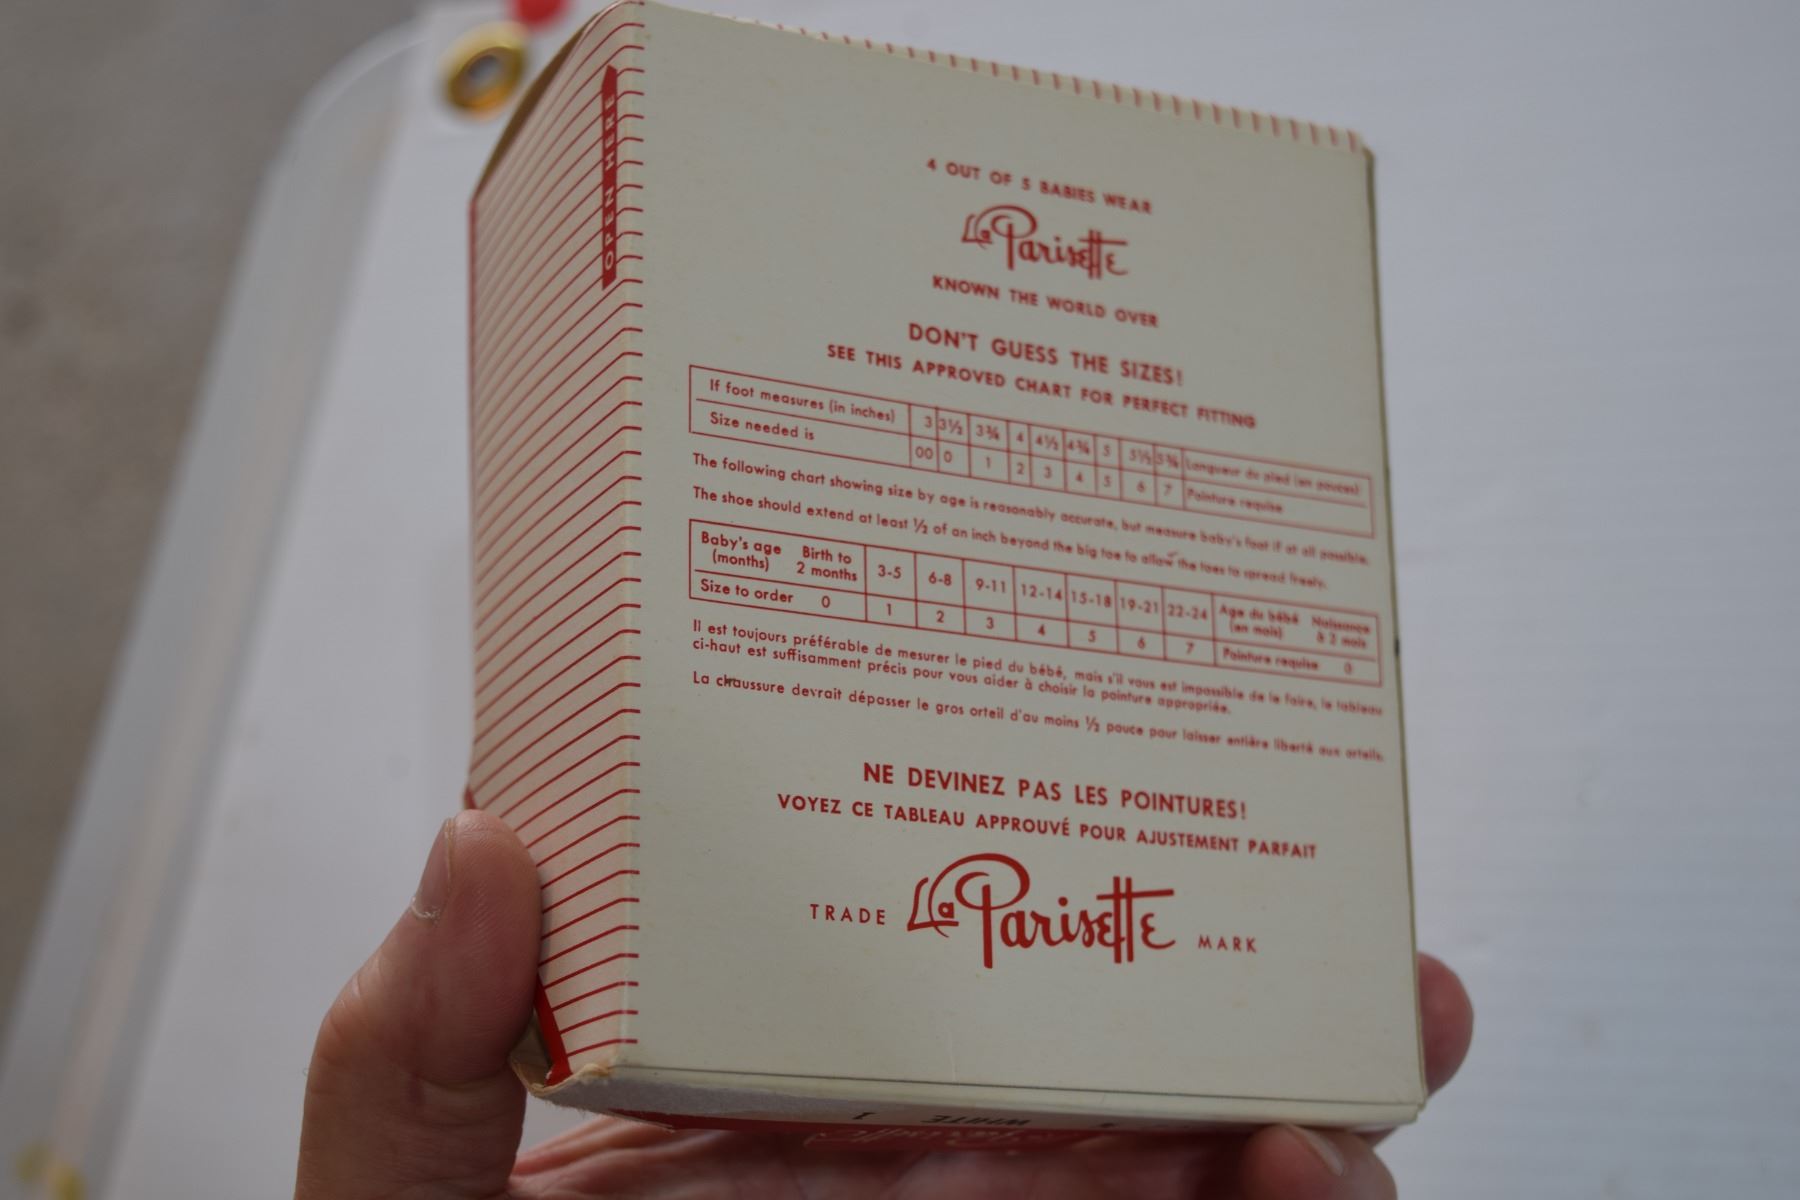 OPEN HERE
4 OUT OF 5 BABIES WEAR
La Parisette
KNOWN THE WORLD OVER
DON'T GUESS THE SIZES!
SEE THIS APPROVED CHART FOR PERFECT FITTING
If foot measures (in inches) 3 3½ 3¾ 4 4½ 4¾ 5 5½ 5¾ Longueur du pied (en pouces)
Size needed is 00 0 1 2 3 4 5 6 7 Pointure requise
The following chart showing size by age is reasonably accurate, but measure baby's foot if at all possible.
The shoe should extend at least ½ of an inch beyond the big toe to allow the toes to spread freely.
Baby's age Birth to 3-5 6-8 9-11 12-14 15-18 19-21 22-24 Age du bébé Naissance
(months) 2 months (en mois) à 2 mois
Size to order 0 1 2 3 4 5 6 7 Pointure requise 0
Il est toujours préférable de mesurer le pied du bébé, mais s'il vous est impossible de le faire, le tableau
ci-haut est suffisamment précis pour vous aider à choisir la pointure appropriée.
La chaussure devrait dépasser le gros orteil d'au moins ½ pouce pour laisser entière liberté aux orteils.
NE DEVINEZ PAS LES POINTURES!
VOYEZ CE TABLEAU APPROUVÉ POUR AJUSTEMENT PARFAIT
TRADE La Parisette MARK
WHITE 1